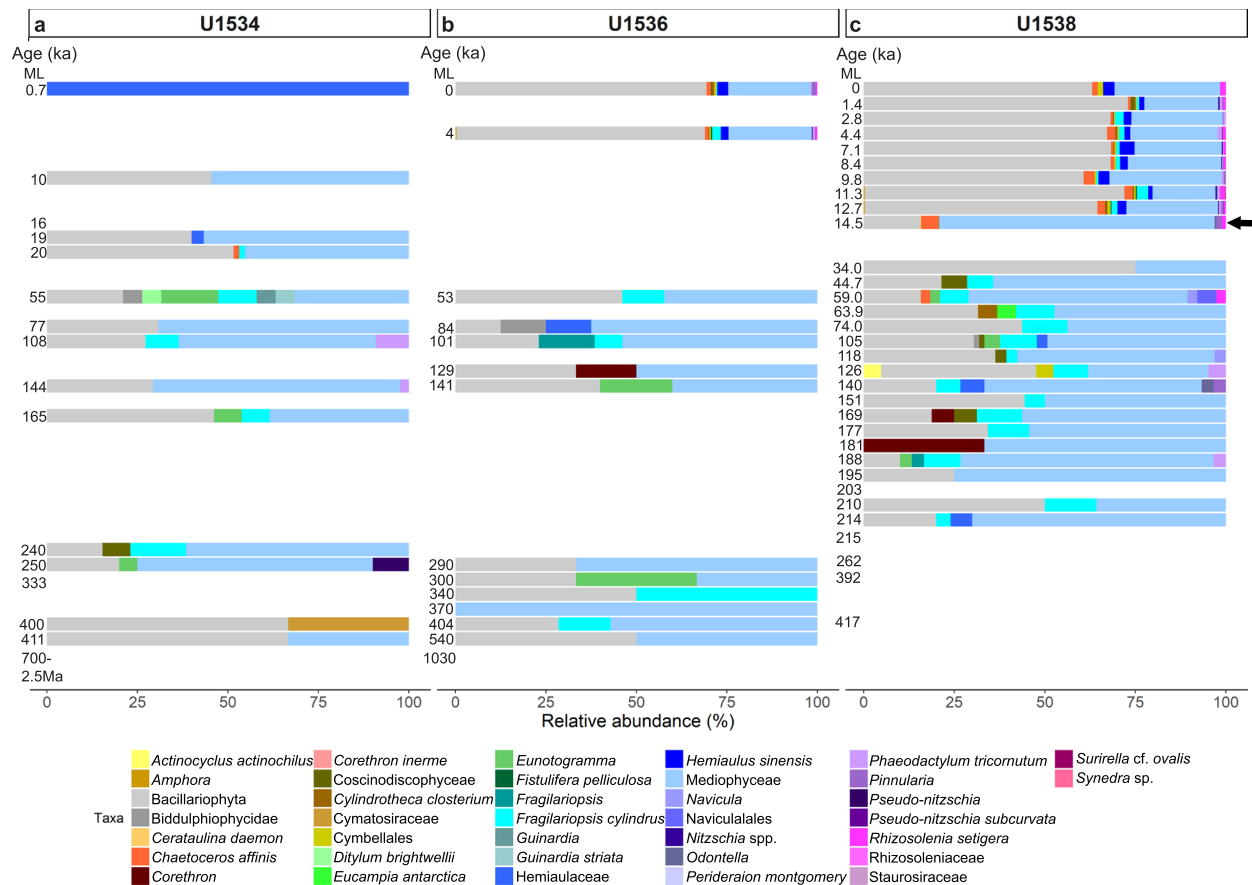 a U1534
b U1536
c U1538
Age (ka)
ML
0.7
10
16
19
20
55
77
108
144
165
240
250
333
400
411
700-
2.5Ma
Age (ka)
ML
0
4
53
84
101
129
141
290
300
340
370
404
540
1030
Age (ka)
ML
0
1.4
2.8
4.4
7.1
8.4
9.8
11.3
12.7
14.5
34.0
44.7
59.0
63.9
74.0
105
118
126
140
151
169
177
181
188
195
203
210
214
215
262
392
417
0 25 50 75 100
0 25 50 75 100
0 25 50 75 100
Relative abundance (%)
Taxa
Actinocyclus actinochilus
Amphora
Bacillariophyta
Biddulphiophycidae
Cerataulina daemon
Chaetoceros affinis
Corethron
Corethron inerme
Coscinodiscophyceae
Cylindrotheca closterium
Cymatosiraceae
Cymbellales
Ditylum brightwellii
Eucampia antarctica
Eunotogramma
Fistulifera pelliculosa
Fragilariopsis
Fragilariopsis cylindrus
Guinardia
Guinardia striata
Hemiaulaceae
Hemiaulus sinensis
Mediophyceae
Navicula
Naviculalales
Nitzschia spp.
Odontella
Perideraion montgomery
Phaeodactylum tricornutum
Pinnularia
Pseudo-nitzschia
Pseudo-nitzschia subcurvata
Rhizosolenia setigera
Rhizosoleniaceae
Staurosiraceae
Surirella cf. ovalis
Synedra sp.